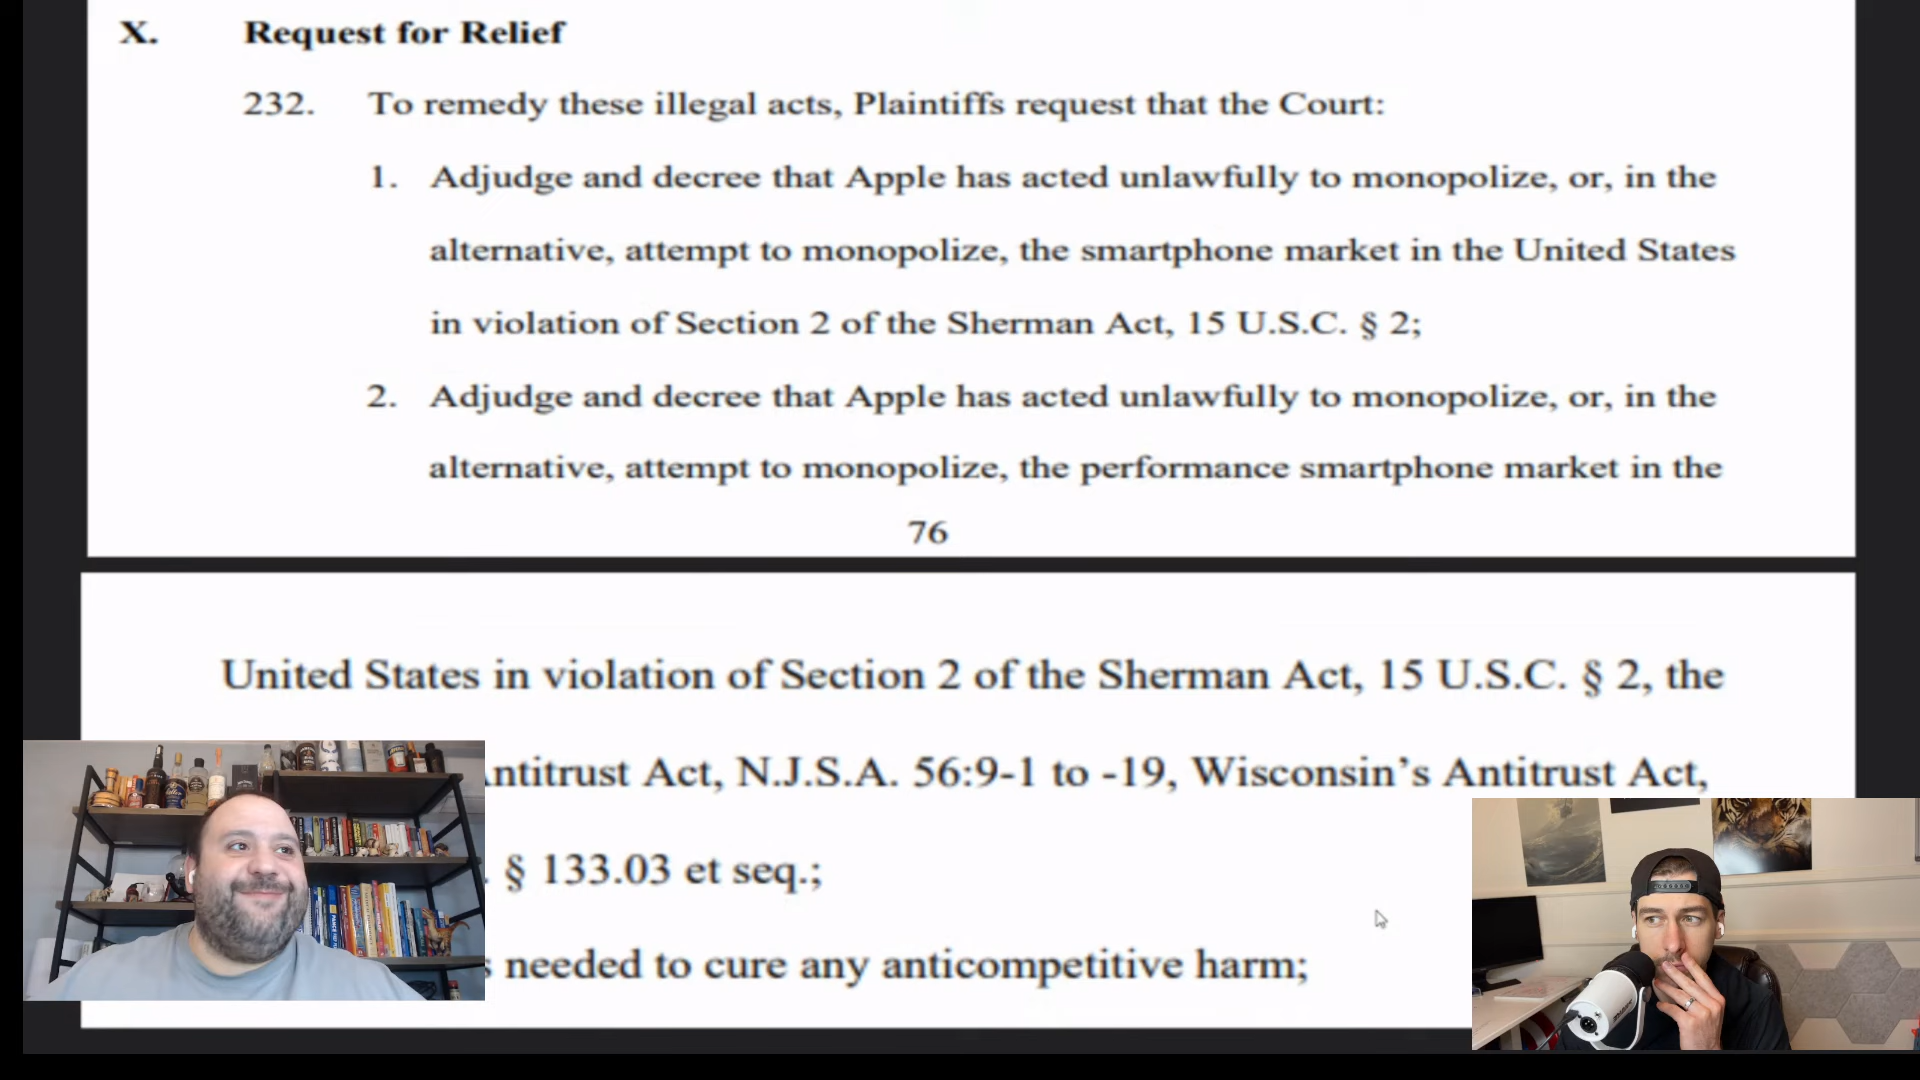 X. Request for Relief
232. To remedy these illegal acts, Plaintiffs request that the Court:
1. Adjudge and decree that Apple has acted unlawfully to monopolize, or, in the
alternative, attempt to monopolize, the smartphone market in the United States
in violation of Section 2 of the Sherman Act, 15 U.S.C. § 2;
2. Adjudge and decree that Apple has acted unlawfully to monopolize, or, in the
alternative, attempt to monopolize, the performance smartphone market in the
76
United States in violation of Section 2 of the Sherman Act, 15 U.S.C. § 2, the
ntitrust Act, N.J.S.A. 56:9-1 to -19, Wisconsin's Antitrust Act,
§ 133.03 et seq.;
needed to cure any anticompetitive harm;